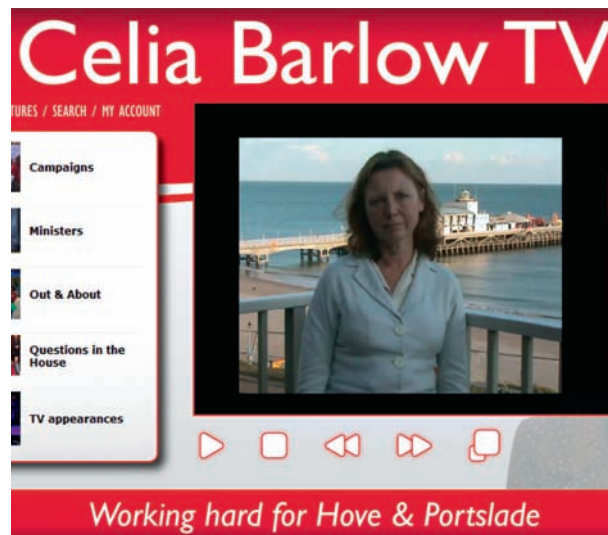 Celia Barlow TV
TURES / SEARCH / MY ACCOUNT
Campaigns
Ministers
Out & About
Questions in the
House
TV appearances
Working hard for Hove & Portslade